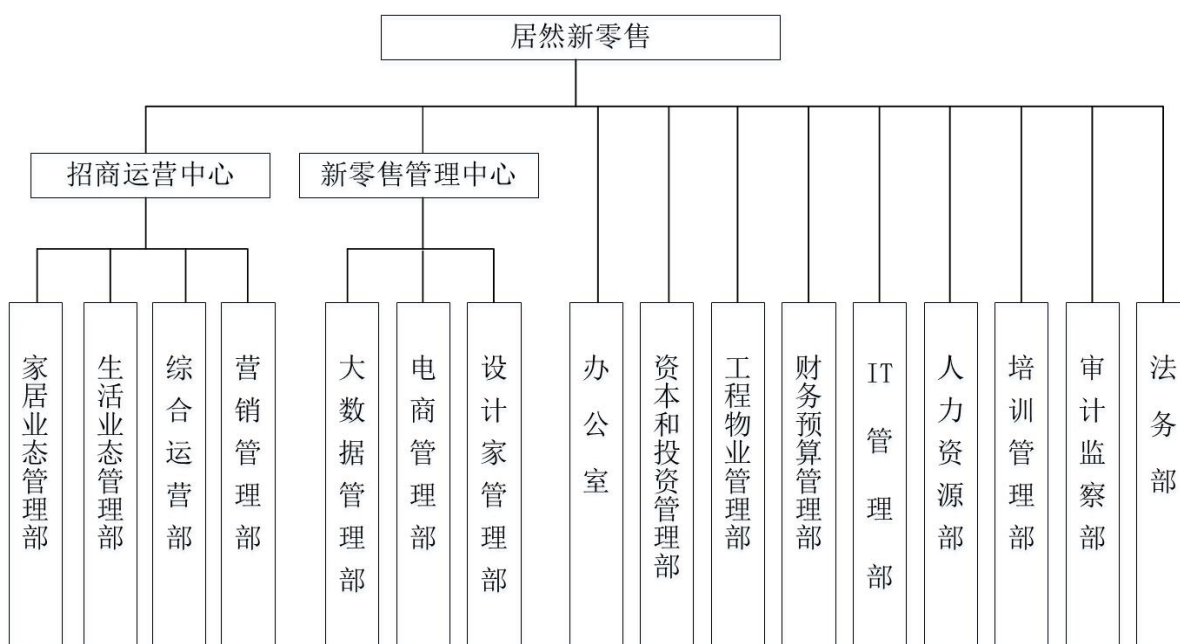 居然新零售
招商运营中心
新零售管理中心
家居业态管理部
生活业态管理部
综合运营部
营销管理部
大数据管理部
电商管理部
设计家管理部
办公室
资本和投资管理部
工程物业管理部
财务预算管理部
IT管理部
人力资源部
培训管理部
审计监察部
法务部